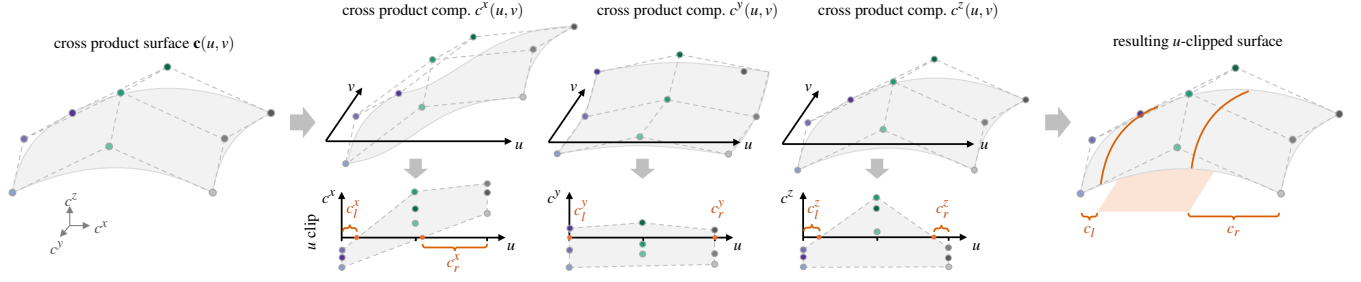 cross product surface c(u, v)
c^z
c^x
c^y
cross product comp. c^x(u, v)
v
u
cross product comp. c^y(u, v)
v
u
cross product comp. c^z(u, v)
v
u
u clip
c^x
c_l^x
c_r^x
u
c^y
c_l^y
c_r^y
u
c^z
c_l^z
c_r^z
u
resulting u-clipped surface
c_l
c_r